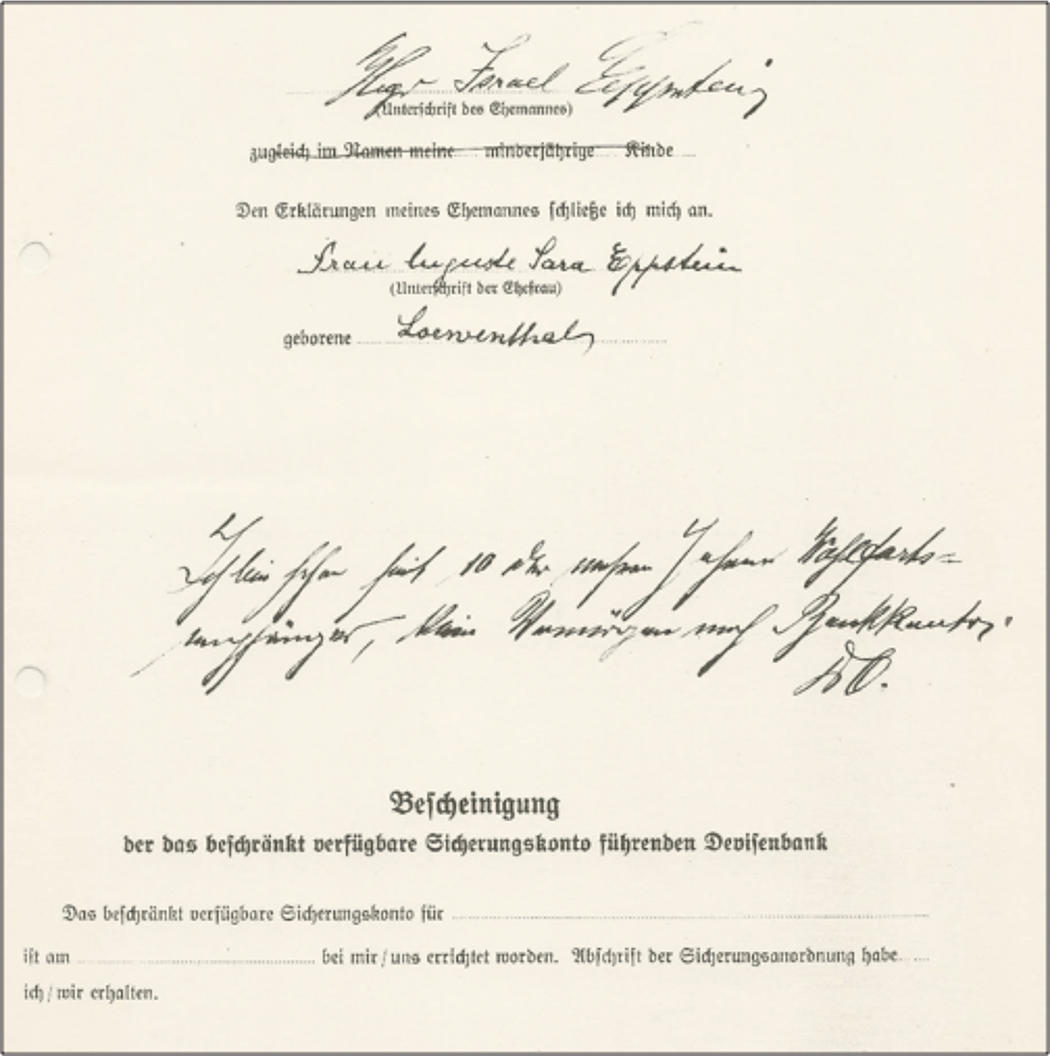 Hugo Israel Eppstein
(Unterschrift des Ehemannes)
zugleich im Namen meine minderjährige Kinde
Den Erklärungen meines Ehemannes schließe ich mich an.
Frau Auguste Sara Eppstein
(Unterschrift der Ehefrau)
geborene Loewenthal
Ich bin schon seit 10 oder mehr Jahren Wohlfarts=
empfänger, kein Vermögen noch Bankkonto.
D O.
Bescheinigung
der das beschränkt verfügbare Sicherungskonto führenden Devisenbank
Das beschränkt verfügbare Sicherungskonto für
ist am bei mir/uns errichtet worden. Abschrift der Sicherungsanordnung habe
ich/wir erhalten.